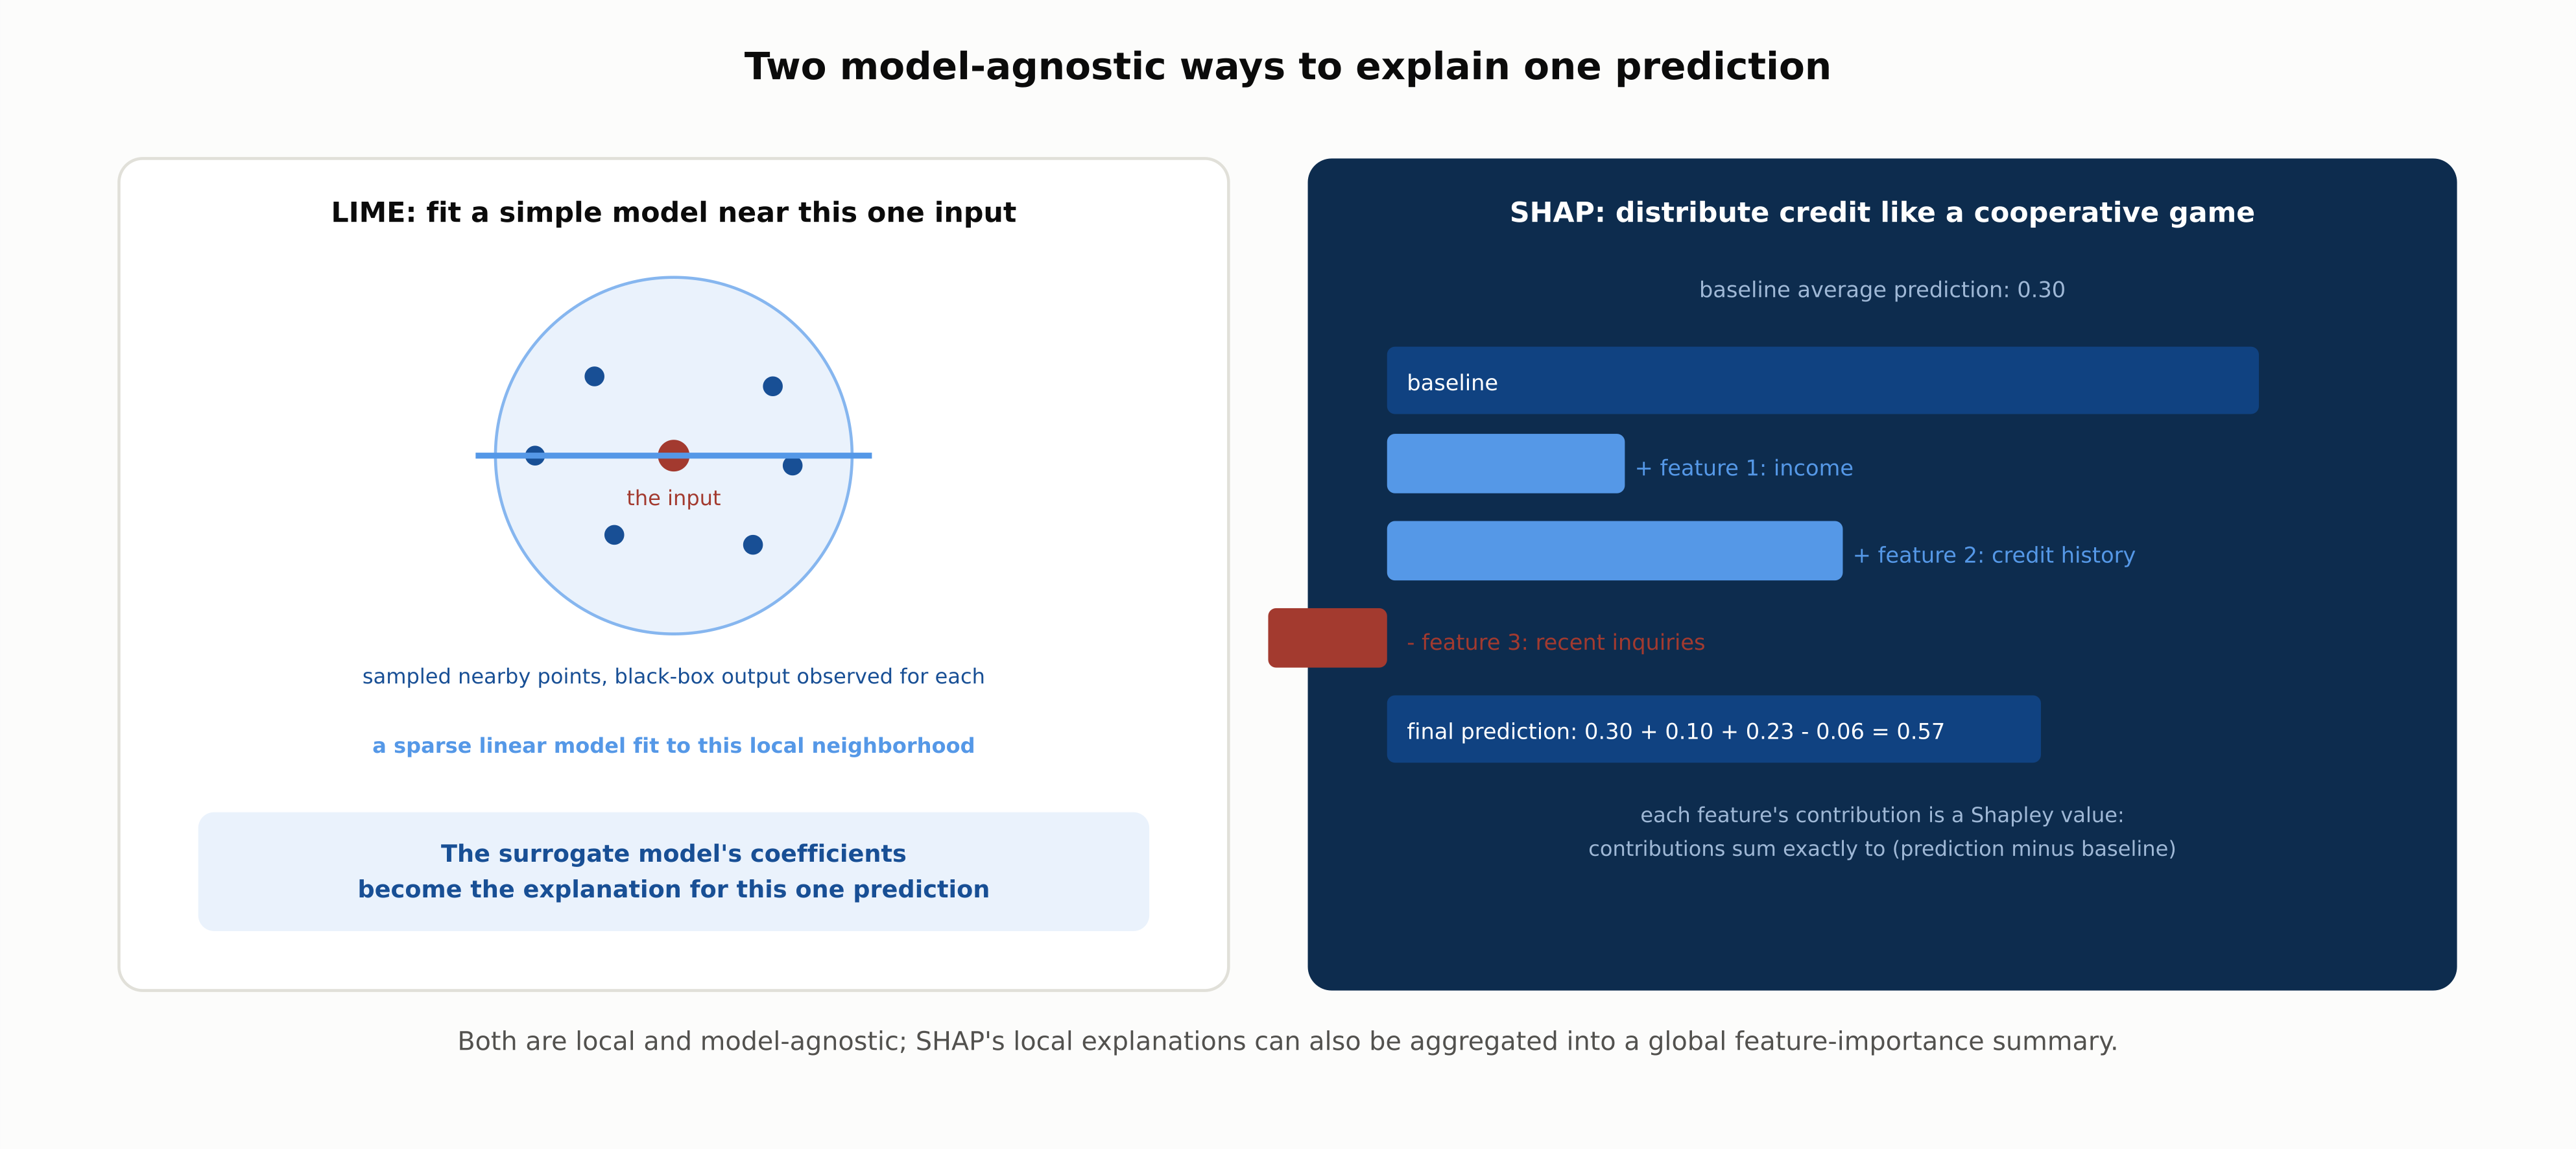 Two model-agnostic ways to explain one prediction
LIME: fit a simple model near this one input
the input
sampled nearby points, black-box output observed for each
a sparse linear model fit to this local neighborhood
The surrogate model's coefficients
become the explanation for this one prediction
SHAP: distribute credit like a cooperative game
baseline average prediction: 0.30
baseline
+ feature 1: income
+ feature 2: credit history
- feature 3: recent inquiries
final prediction: 0.30 + 0.10 + 0.23 - 0.06 = 0.57
each feature's contribution is a Shapley value:
contributions sum exactly to (prediction minus baseline)
Both are local and model-agnostic; SHAP's local explanations can also be aggregated into a global feature-importance summary.